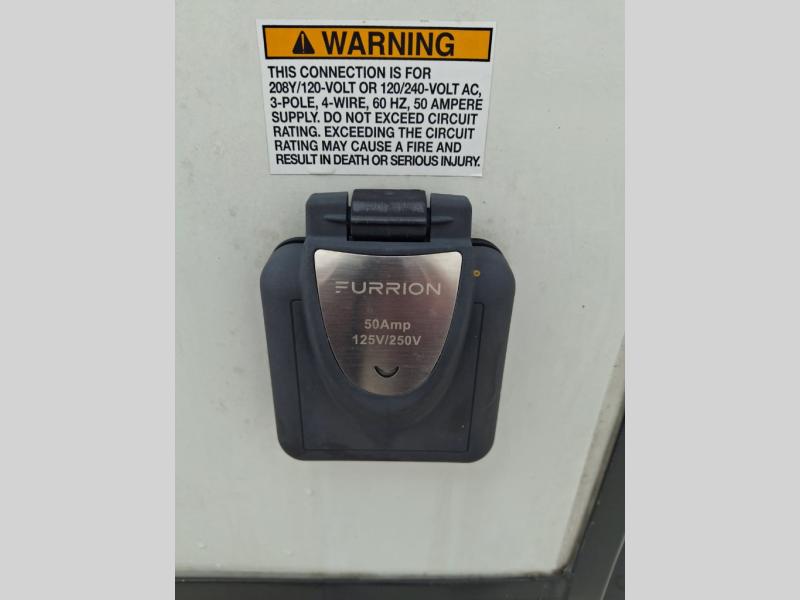 WARNING
THIS CONNECTION IS FOR
208Y/120-VOLT OR 120/240-VOLT AC,
3-POLE, 4-WIRE, 60 HZ, 50 AMPERE
SUPPLY. DO NOT EXCEED CIRCUIT
RATING. EXCEEDING THE CIRCUIT
RATING MAY CAUSE A FIRE AND
RESULT IN DEATH OR SERIOUS INJURY.
FURRION
50Amp
125V/250V